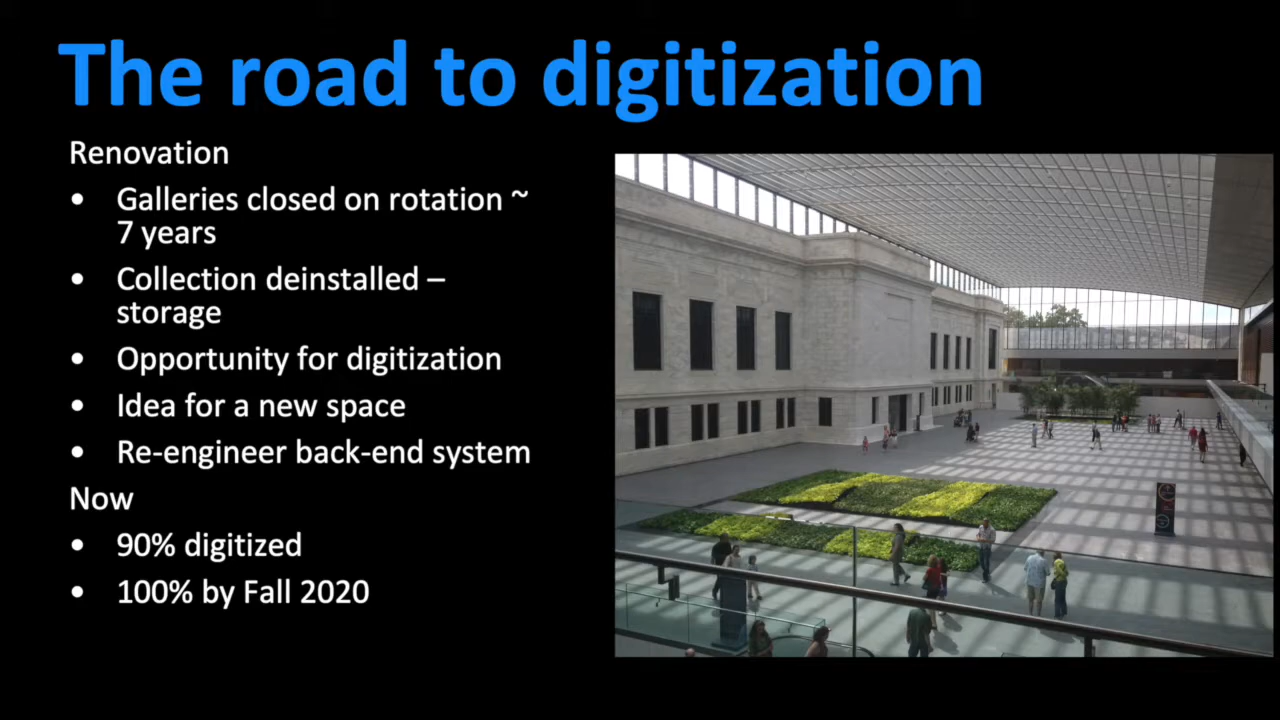 The road to digitization
Renovation
• Galleries closed on rotation ~
7 years
• Collection deinstalled –
storage
• Opportunity for digitization
• Idea for a new space
• Re-engineer back-end system
Now
• 90% digitized
• 100% by Fall 2020